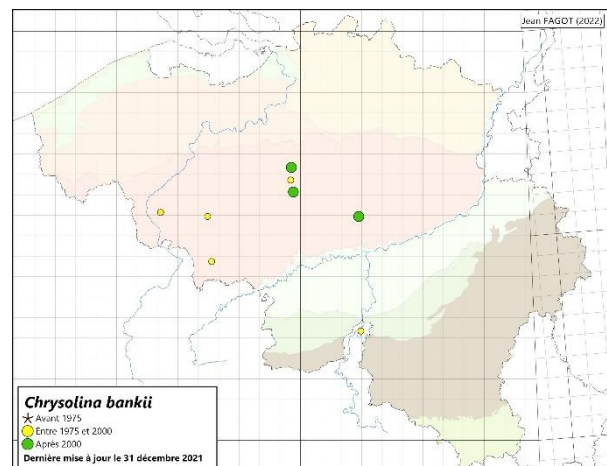 Jean FAGOT (2022)
Chrysolina bankii
Avant 1975
Entre 1975 et 2000
Après 2000
Dernière mise à jour le 31 décembre 2021